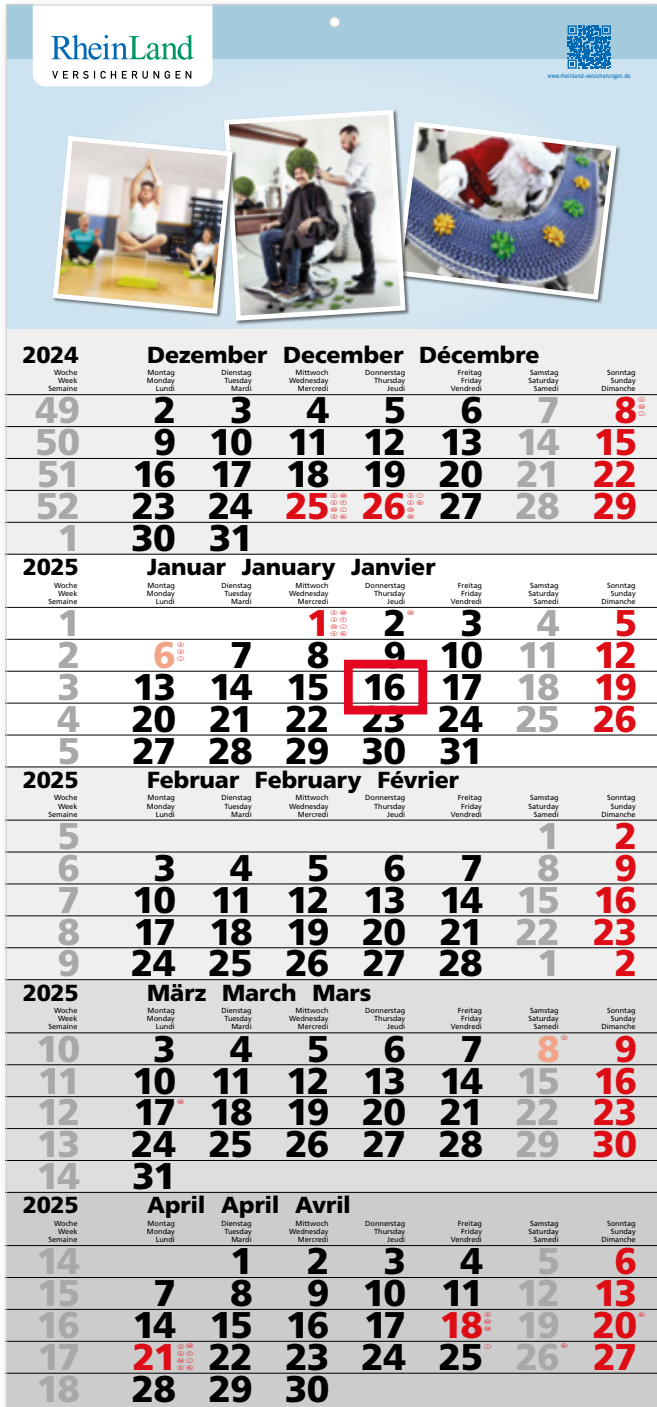 RheinLand
VERSICHERUNGEN
www.rheinland-versicherungen.de
2024 Dezember December Décembre
Woche Montag Dienstag Mittwoch Donnerstag Freitag Samstag Sonntag
Week Monday Tuesday Wednesday Thursday Friday Saturday Sunday
Semaine Lundi Mardi Mercredi Jeudi Vendredi Samedi Dimanche
49 2 3 4 5 6 7 8
50 9 10 11 12 13 14 15
51 16 17 18 19 20 21 22
52 23 24 25 26 27 28 29
1 30 31
2025 Januar January Janvier
Woche Montag Dienstag Mittwoch Donnerstag Freitag Samstag Sonntag
Week Monday Tuesday Wednesday Thursday Friday Saturday Sunday
Semaine Lundi Mardi Mercredi Jeudi Vendredi Samedi Dimanche
1 1 2 3 4 5
2 6 7 8 9 10 11 12
3 13 14 15 16 17 18 19
4 20 21 22 23 24 25 26
5 27 28 29 30 31
2025 Februar February Février
Woche Montag Dienstag Mittwoch Donnerstag Freitag Samstag Sonntag
Week Monday Tuesday Wednesday Thursday Friday Saturday Sunday
Semaine Lundi Mardi Mercredi Jeudi Vendredi Samedi Dimanche
5 1 2
6 3 4 5 6 7 8 9
7 10 11 12 13 14 15 16
8 17 18 19 20 21 22 23
9 24 25 26 27 28 1 2
2025 März March Mars
Woche Montag Dienstag Mittwoch Donnerstag Freitag Samstag Sonntag
Week Monday Tuesday Wednesday Thursday Friday Saturday Sunday
Semaine Lundi Mardi Mercredi Jeudi Vendredi Samedi Dimanche
10 3 4 5 6 7 8 9
11 10 11 12 13 14 15 16
12 17 18 19 20 21 22 23
13 24 25 26 27 28 29 30
14 31
2025 April April Avril
Woche Montag Dienstag Mittwoch Donnerstag Freitag Samstag Sonntag
Week Monday Tuesday Wednesday Thursday Friday Saturday Sunday
Semaine Lundi Mardi Mercredi Jeudi Vendredi Samedi Dimanche
14 1 2 3 4 5 6
15 7 8 9 10 11 12 13
16 14 15 16 17 18 19 20
17 21 22 23 24 25 26 27
18 28 29 30